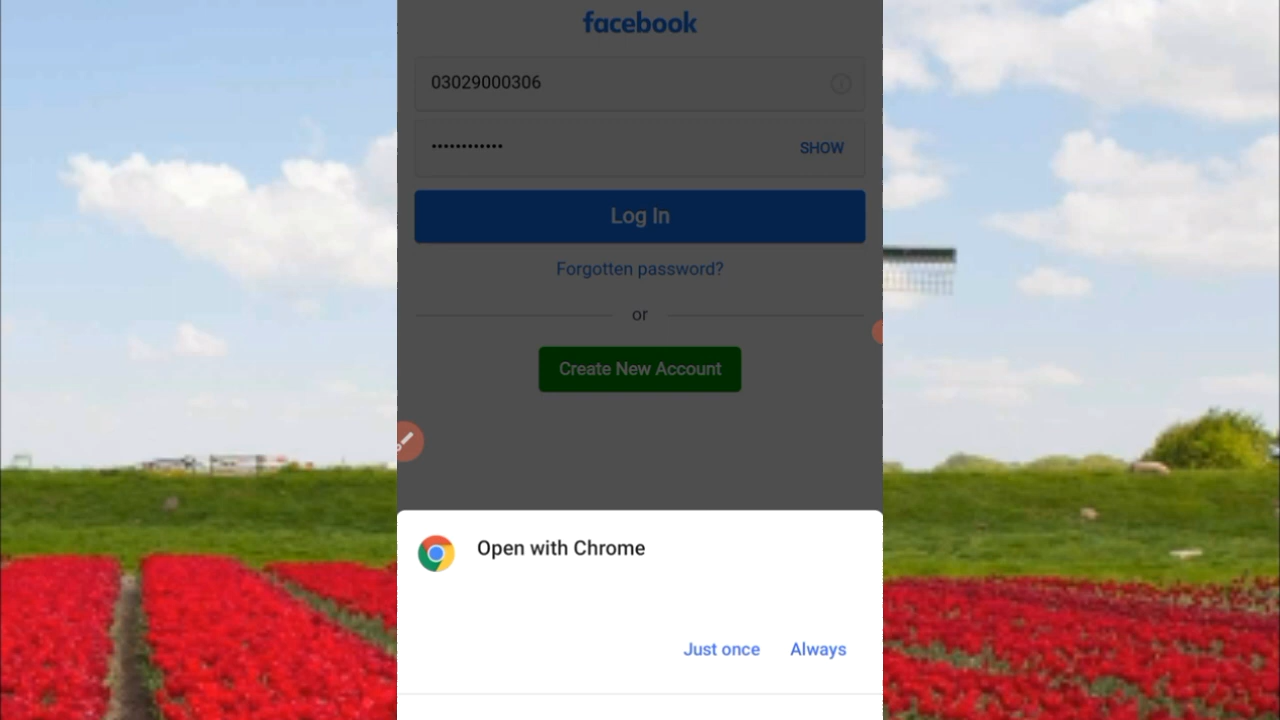 facebook
03029000306
••••••••••••
SHOW
Log In
Forgotten password?
or
Create New Account
Open with Chrome
Just once
Always